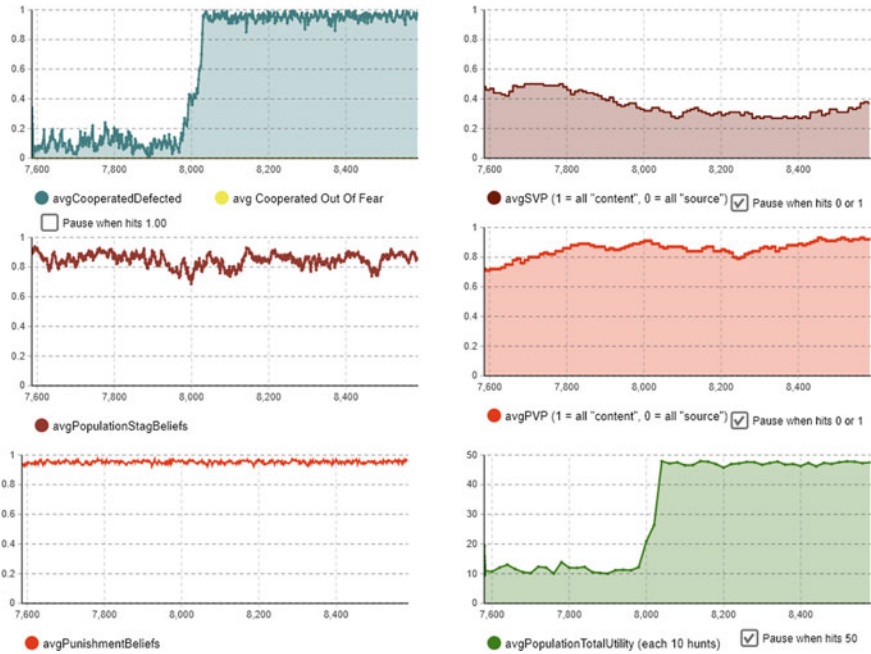 1
0.8
0.6
0.4
0.2
0
7,600 7,800 8,000 8,200 8,400
avgCooperatedDefected avg Cooperated Out Of Fear
Pause when hits 1.00
1
0.8
0.6
0.4
0.2
0
7,600 7,800 8,000 8,200 8,400
avgSVP (1 = all "content", 0 = all "source") Pause when hits 0 or 1
1
0.8
0.6
0.4
0.2
0
7,600 7,800 8,000 8,200 8,400
avgPopulationStagBeliefs
1
0.8
0.6
0.4
0.2
0
7,600 7,800 8,000 8,200 8,400
avgPVP (1 = all "content", 0 = all "source") Pause when hits 0 or 1
1
0.8
0.6
0.4
0.2
0
7,600 7,800 8,000 8,200 8,400
avgPunishmentBeliefs
50
40
30
20
10
0
7,600 7,800 8,000 8,200 8,400
avgPopulationTotalUtility (each 10 hunts) Pause when hits 50